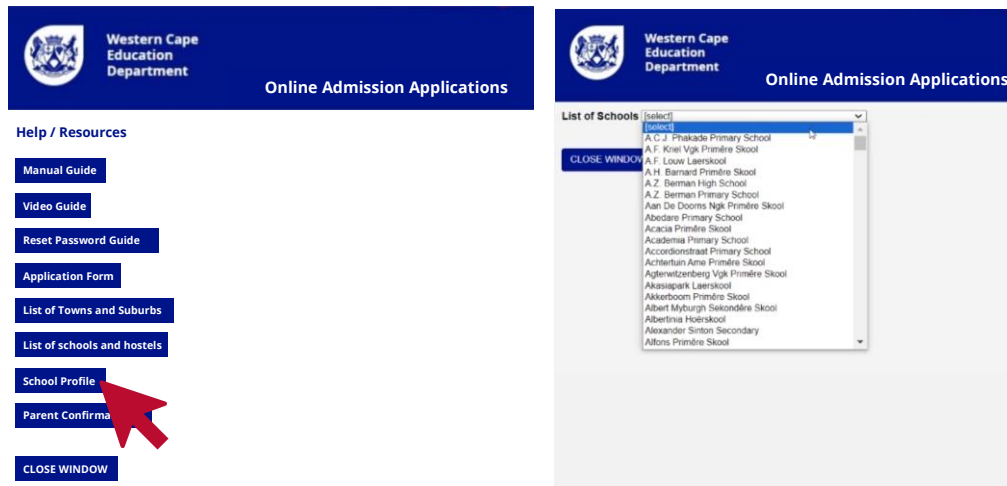 Western Cape
Education
Department
Online Admission Applications
Help / Resources
Manual Guide
Video Guide
Reset Password Guide
Application Form
List of Towns and Suburbs
List of schools and hostels
School Profile
Parent Confirma
CLOSE WINDOW
Western Cape
Education
Department
Online Admission Applications
List of Schools [select]
[select]
A.C.J. Phakade Primary School
A.F. Kriel Vgk Primêre Skool
CLOSE WINDOW
A.F. Louw Laerskool
A.H. Barnard Primêre Skool
A.Z. Berman High School
A.Z. Berman Primary School
Aan De Dooms Ngk Primêre Skool
Abedare Primary School
Acacia Primêre Skool
Academia Primary School
Accordionstraat Primary School
Achtertuin Ame Primêre Skool
Agterwitzenberg Vgk Primêre Skool
Akasiapark Laerskool
Akkerboom Primêre Skool
Albert Myburgh Sekondêre Skool
Albertinia Hoërskool
Alexander Sinton Secondary
Alfons Primêre Skool